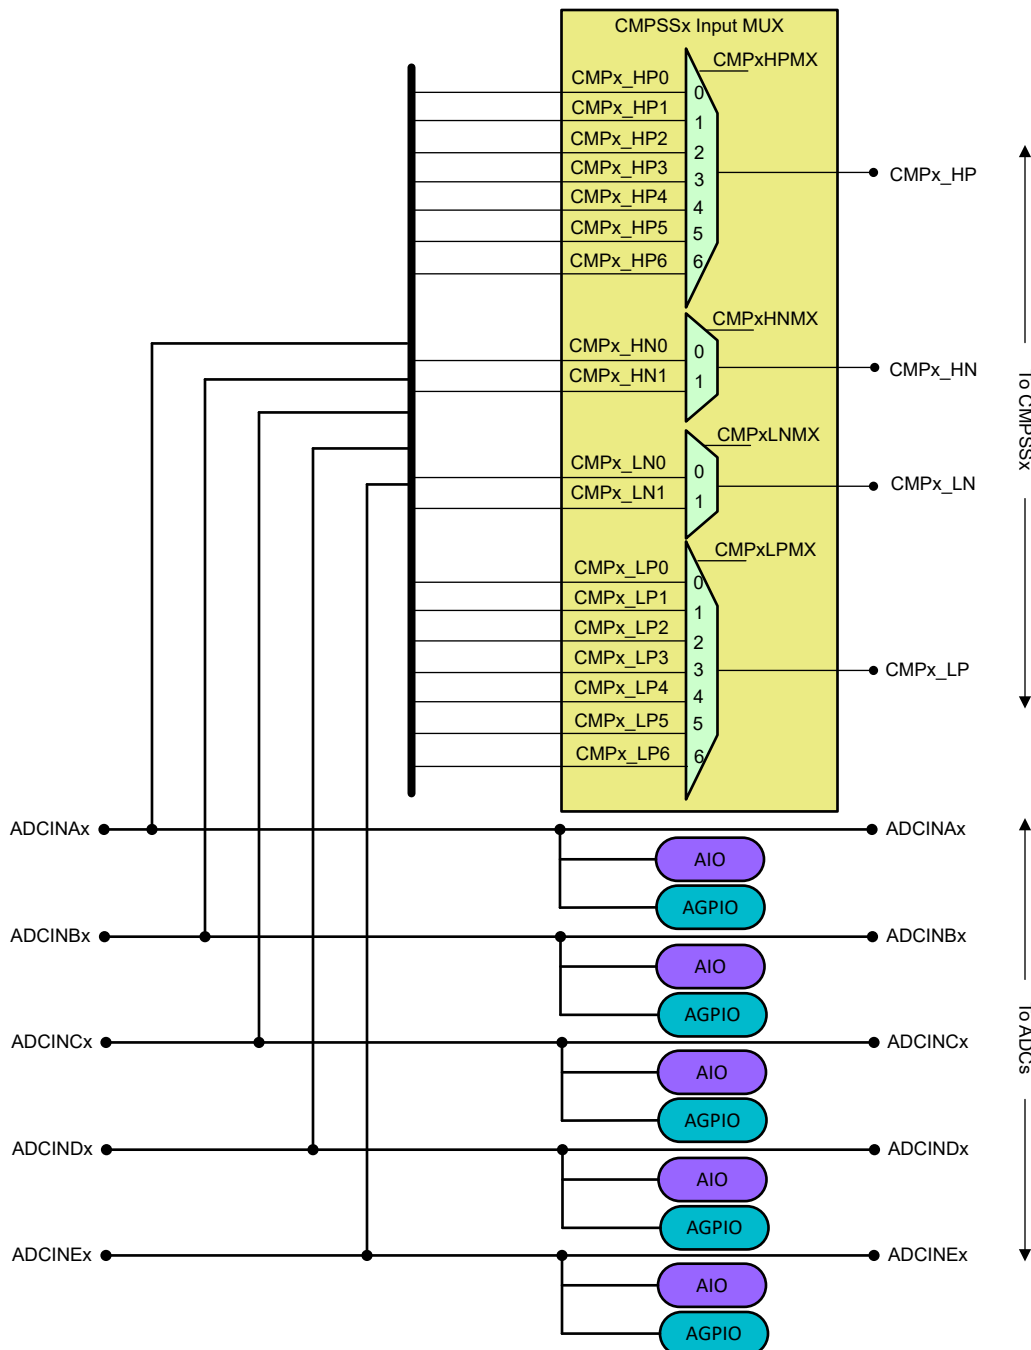 CMPSSx Input MUX
CMPxHPMX
CMPx_HP0
0
CMPx_HP1
1
CMPx_HP2
2
CMPx_HP3
3
CMPx_HP4
4
CMPx_HP5
5
CMPx_HP6
6
CMPx_HP
CMPxHNMX
CMPx_HN0
0
CMPx_HN1
1
CMPx_HN
To CMPSSx
CMPxLNMX
CMPx_LN0
0
CMPx_LN1
1
CMPx_LN
CMPxLPMX
CMPx_LP0
0
CMPx_LP1
1
CMPx_LP2
2
CMPx_LP3
3
CMPx_LP4
4
CMPx_LP5
5
CMPx_LP6
6
CMPx_LP
ADCINAx
ADCINAx
AIO
AGPIO
ADCINBx
ADCINBx
AIO
AGPIO
To ADCs
ADCINCx
ADCINCx
AIO
AGPIO
ADCINDx
ADCINDx
AIO
AGPIO
ADCINEx
ADCINEx
AIO
AGPIO